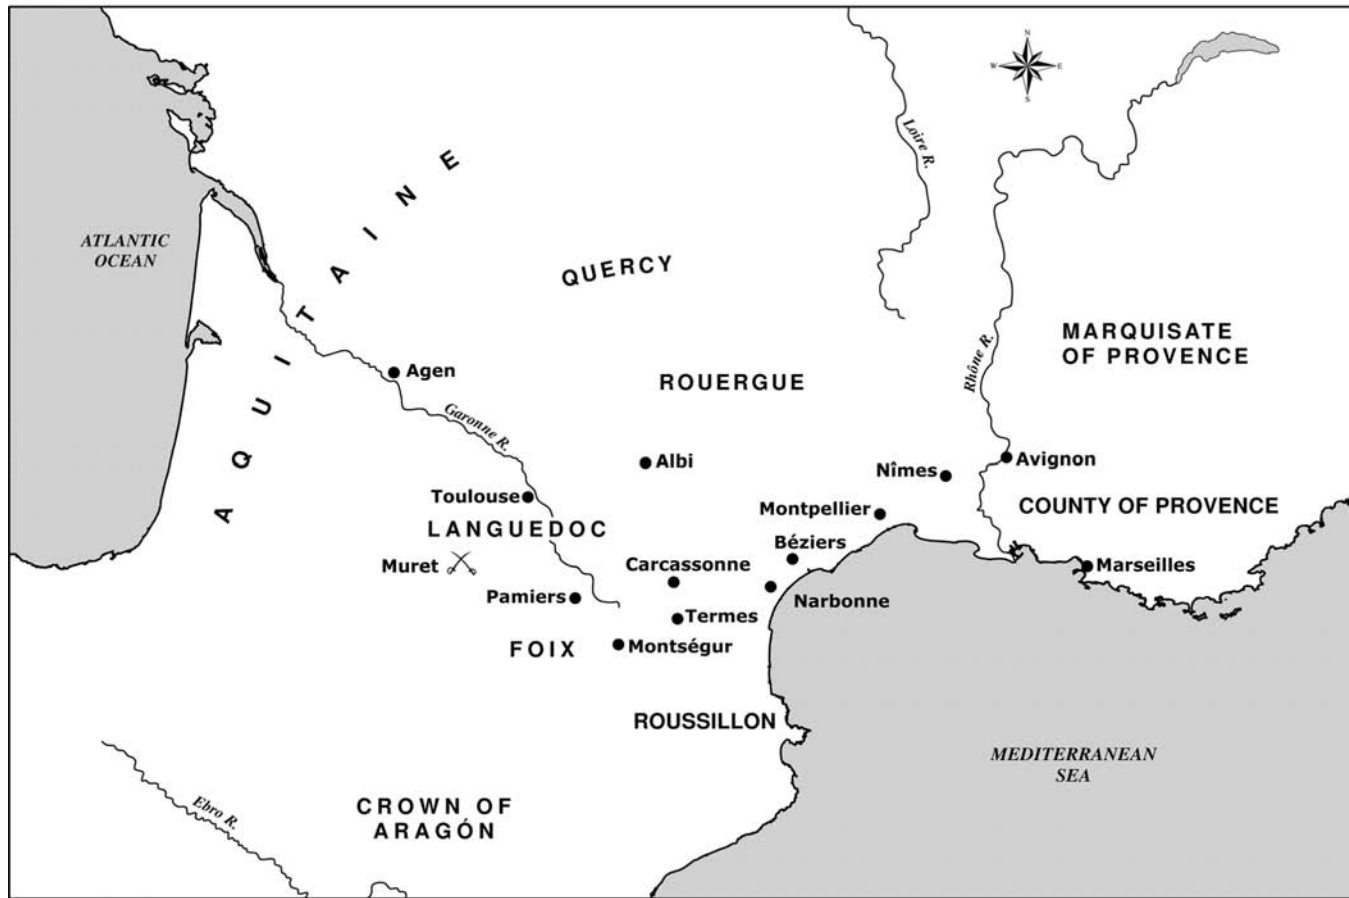 N
W E
S
Loire R.
AQUITAINE
ATLANTIC
OCEAN
QUERCY
MARQUISATE
OF PROVENCE
Rhône R.
Agen
ROUERGUE
Garonne R.
Albi
Nîmes
Avignon
Toulouse
Montpellier
COUNTY OF PROVENCE
LANGUEDOC
Béziers
Muret
Carcassonne
Marseilles
Pamiers
Narbonne
Termes
FOIX
Montségur
ROUSSILLON
MEDITERRANEAN
SEA
Ebro R.
CROWN OF
ARAGÓN